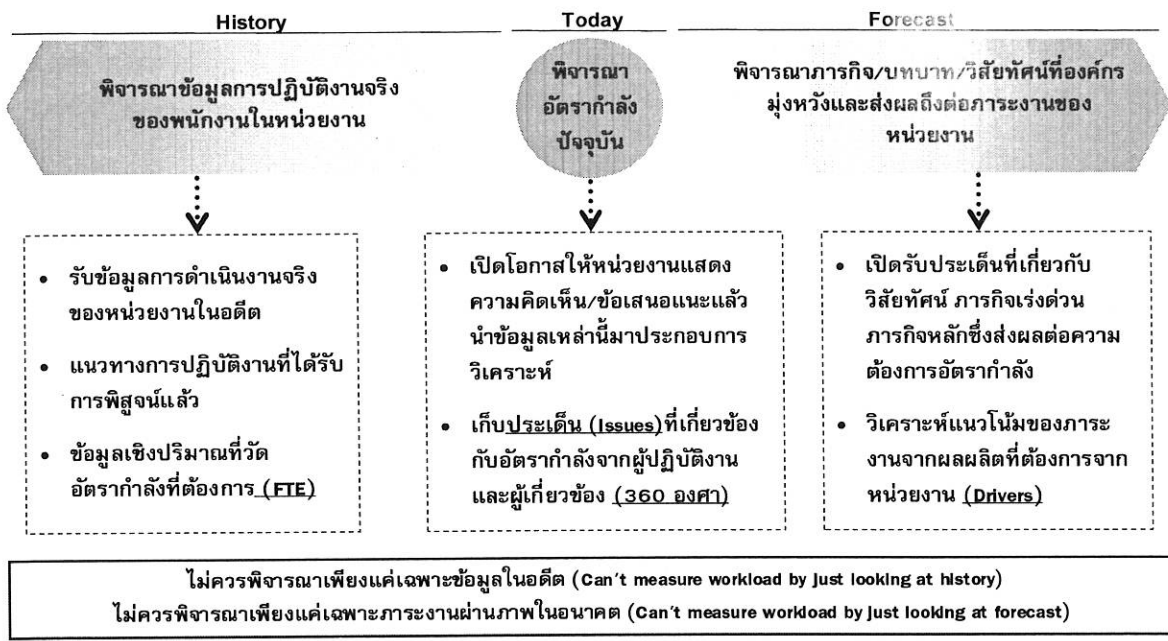 History
Today
Forecast
พิจารณาข้อมูลการปฏิบัติงานจริง
ของพนักงานในหน่วยงาน
พิจารณา
อัตรากำลัง
ปัจจุบัน
พิจารณาภารกิจ/บทบาท/วิสัยทัศน์ที่องค์กร
มุ่งหวังและส่งผลถึงต่อภาระงานของ
หน่วยงาน
• รับข้อมูลการดำเนินงานจริง
ของหน่วยงานในอดีต
• แนวทางการปฏิบัติงานที่ได้รับ
การพิสูจน์แล้ว
• ข้อมูลเชิงปริมาณที่วัด
อัตรากำลังที่ต้องการ (FTE)
• เปิดโอกาสให้หน่วยงานแสดง
ความคิดเห็น/ข้อเสนอแนะแล้ว
นำข้อมูลเหล่านี้มาประกอบการ
วิเคราะห์
• เก็บประเด็น (Issues)ที่เกี่ยวข้อง
กับอัตรากำลังจากผู้ปฏิบัติงาน
และผู้เกี่ยวข้อง (360 องศา)
• เปิดรับประเด็นที่เกี่ยวกับ
วิสัยทัศน์ ภารกิจเร่งด่วน
ภารกิจหลักซึ่งส่งผลต่อความ
ต้องการอัตรากำลัง
• วิเคราะห์แนวโน้มของภาระ
งานจากผลผลิตที่ต้องการจาก
หน่วยงาน (Drivers)
ไม่ควรพิจารณาเพียงแค่เฉพาะข้อมูลในอดีต (Can't measure workload by just looking at history)
ไม่ควรพิจารณาเพียงแค่เฉพาะภาระงานผ่านภาพในอนาคต (Can't measure workload by just looking at forecast)